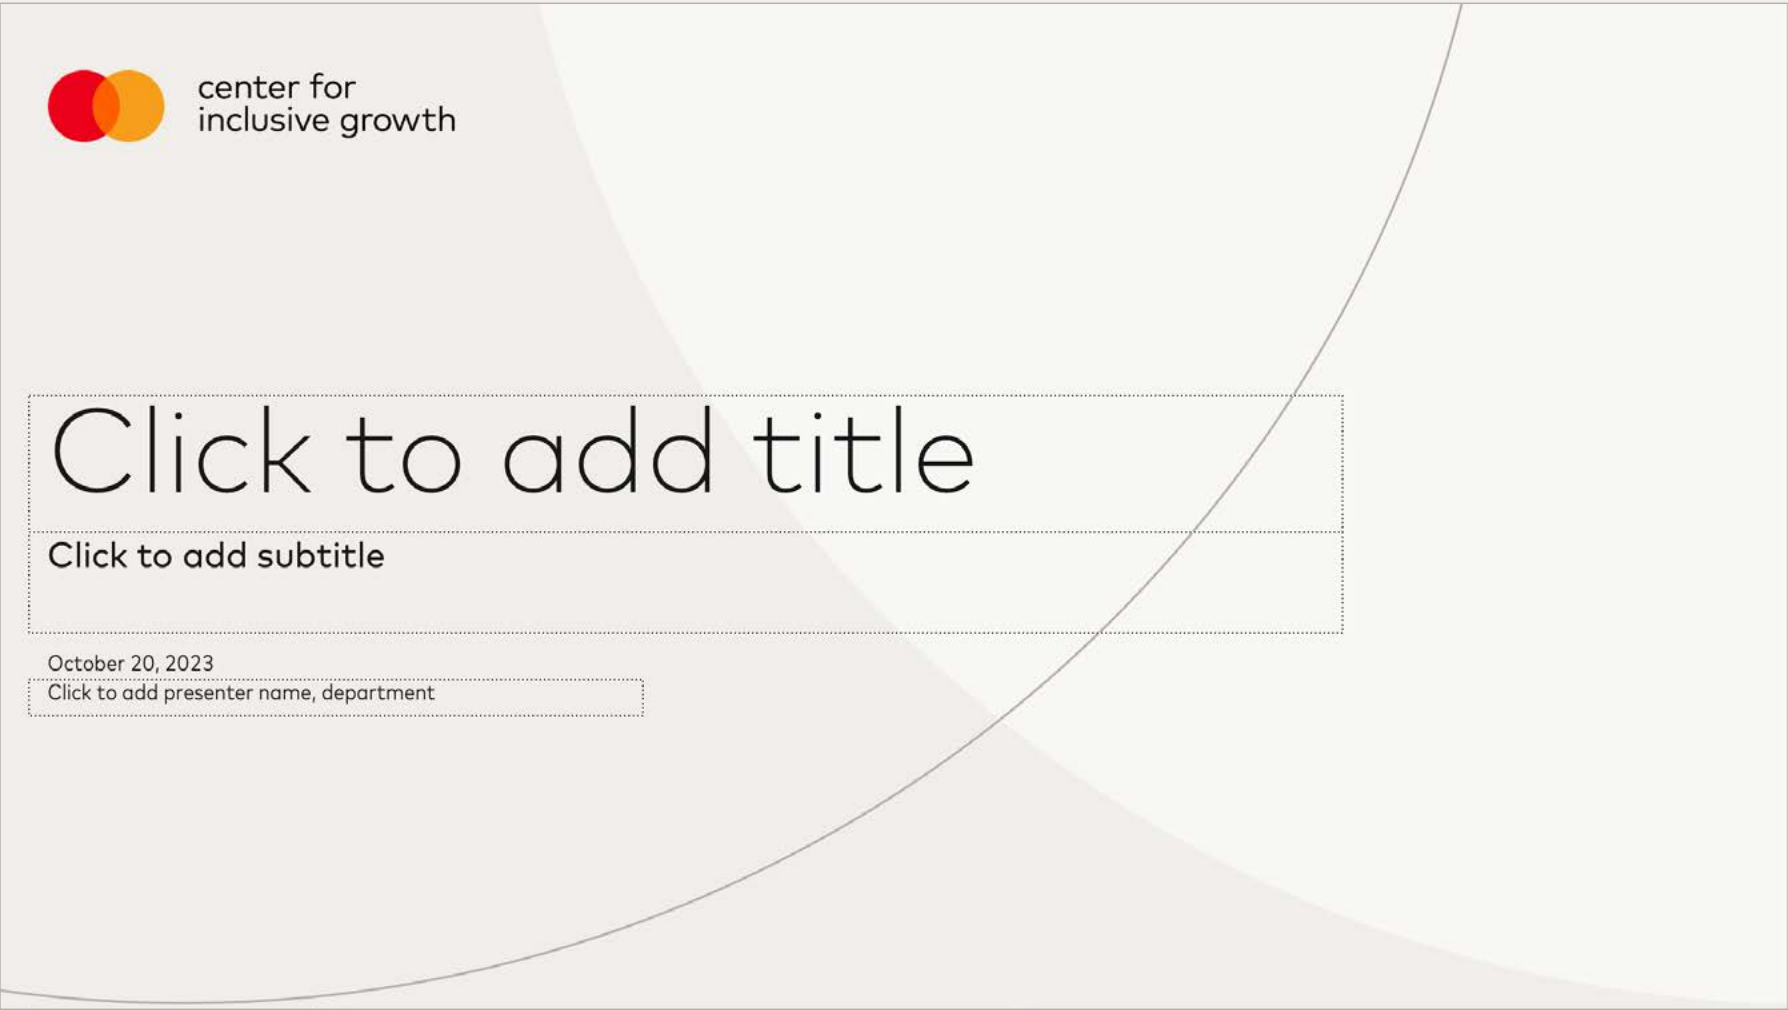 center for
inclusive growth
Click to add title
Click to add subtitle
October 20, 2023
Click to add presenter name, department